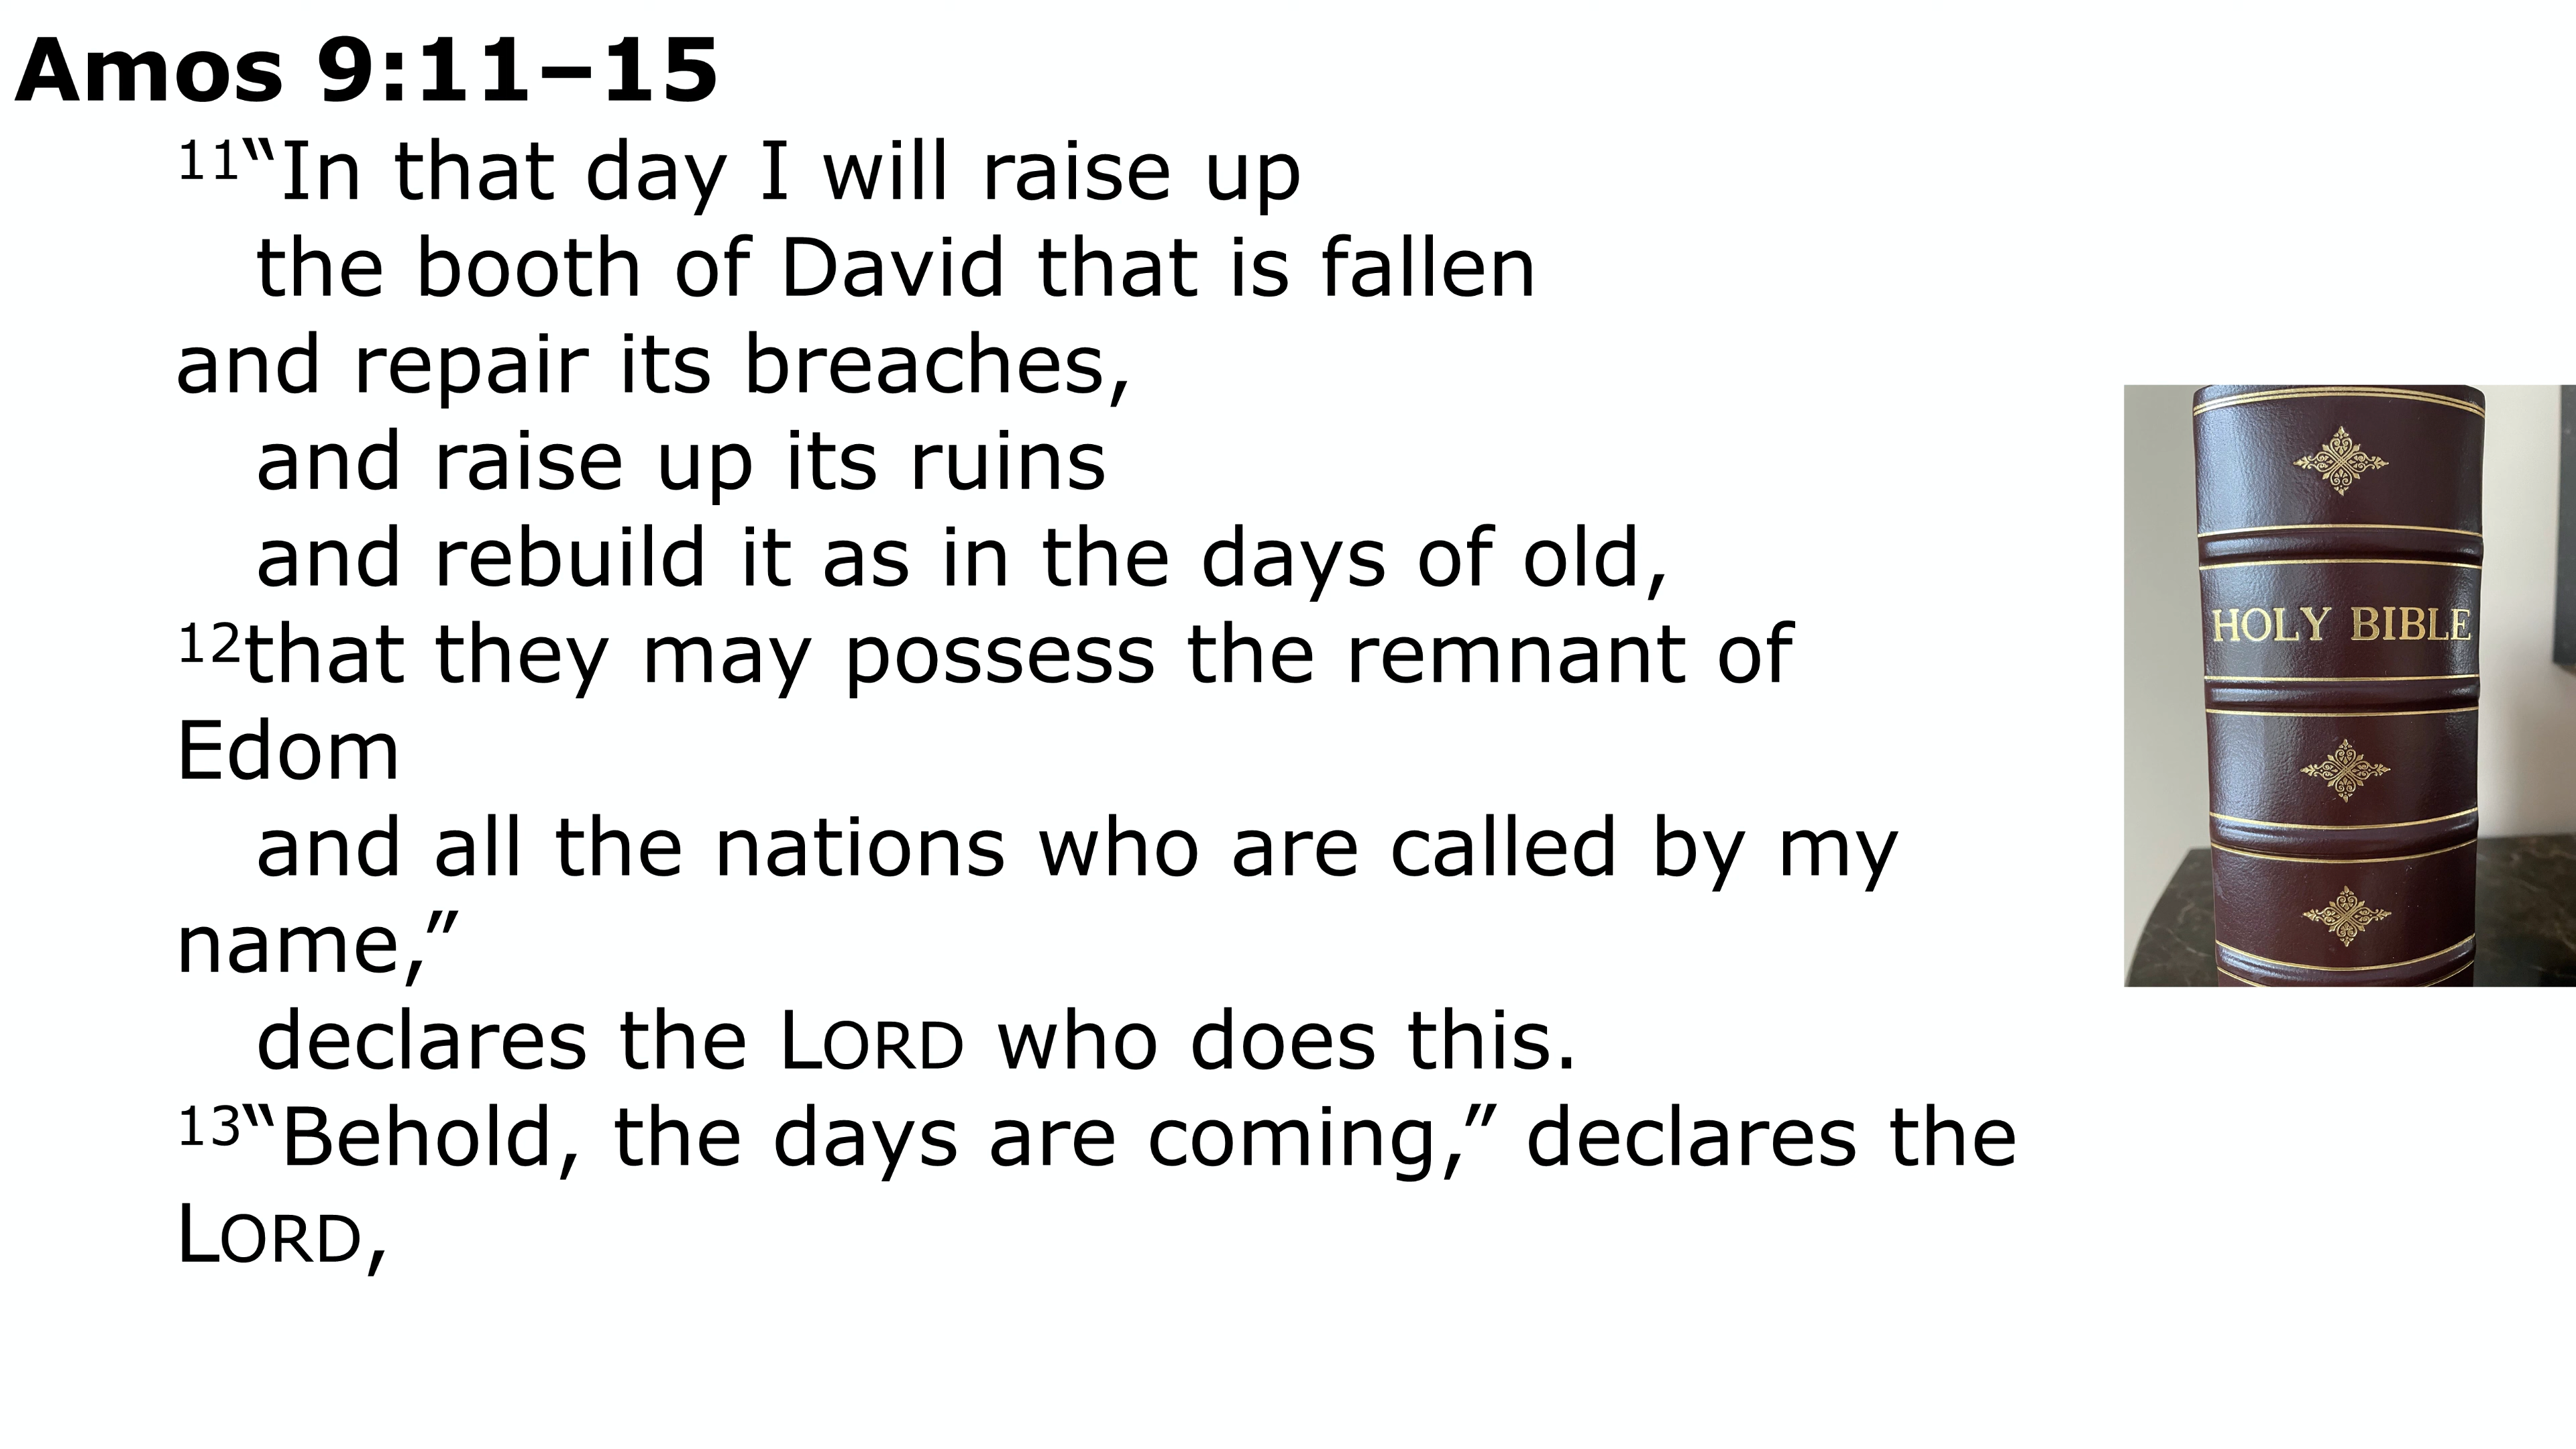 Amos 9:11–15
11“In that day I will raise up
the booth of David that is fallen
and repair its breaches,
and raise up its ruins
and rebuild it as in the days of old,
12that they may possess the remnant of
Edom
and all the nations who are called by my
name,”
declares the LORD who does this.
13“Behold, the days are coming,” declares the
LORD,
HOLY BIBLE